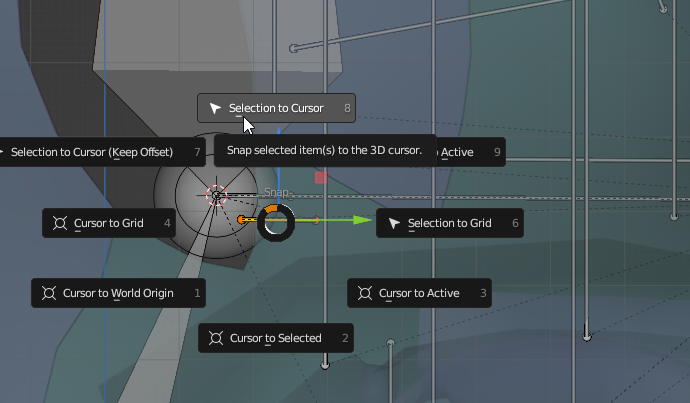 Selection to Cursor 8
Selection to Cursor (Keep Offset) 7
Snap selected item(s) to the 3D cursor.
Active 9
Snap
Cursor to Grid 4
Selection to Grid 6
Cursor to World Origin 1
Cursor to Active 3
Cursor to Selected 2